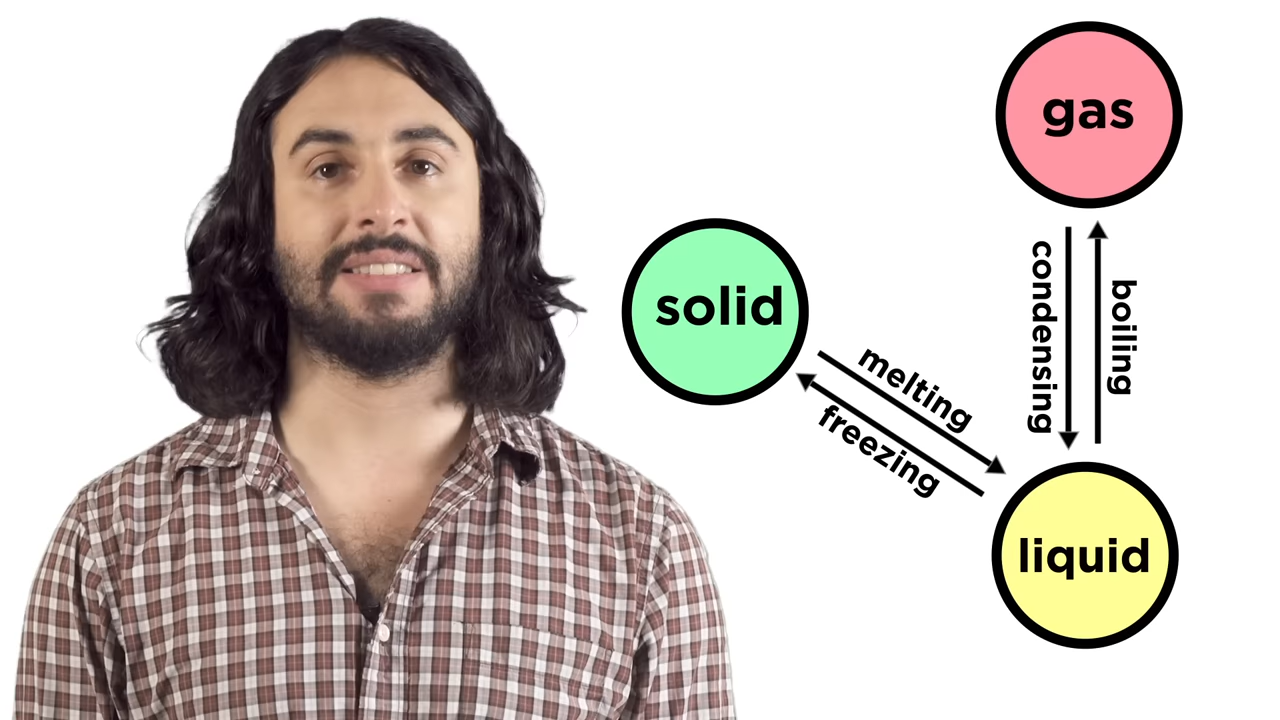 gas
solid
condensing
boiling
melting
freezing
liquid